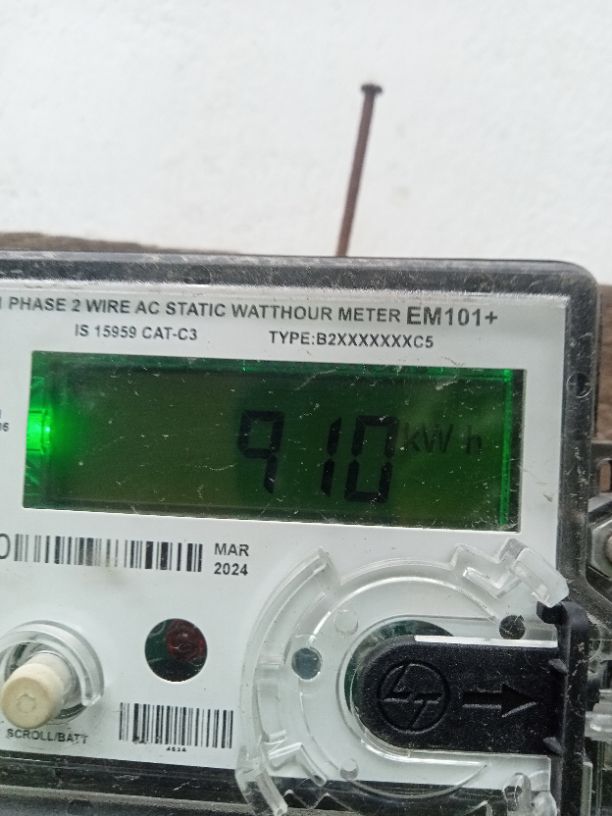 PHASE 2 WIRE AC STATIC WATTHOUR METER EM101+
IS 15959 CAT-C3 TYPE:B2XXXXXXXC5
910 kWh
MAR
2024
SCROLL/BATT
LT